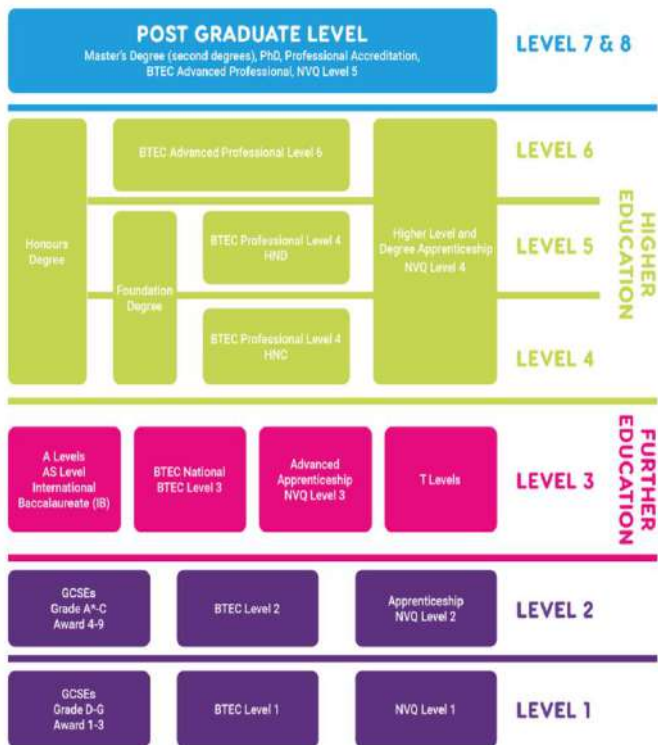 POST GRADUATE LEVEL
Master's Degree (second degrees), PhD, Professional Accreditation,
BTEC Advanced Professional, NVQ Level 5
LEVEL 7 & 8
BTEC Advanced Professional Level 6
LEVEL 6
Honours
Degree
Foundation
Degree
BTEC Professional Level 4
HND
Higher Level and
Degree Apprenticeship
NVQ Level 4
LEVEL 5
BTEC Professional Level 4
HNC
LEVEL 4
HIGHER
EDUCATION
A Levels
AS Level
International
Baccalaureate (IB)
BTEC National
BTEC Level 3
Advanced
Apprenticeship
NVQ Level 3
T Levels
LEVEL 3
FURTHER
EDUCATION
GCSEs
Grade A*-C
Award 4-9
BTEC Level 2
Apprenticeship
NVQ Level 2
LEVEL 2
GCSEs
Grade D-G
Award 1-3
BTEC Level 1
NVQ Level 1
LEVEL 1